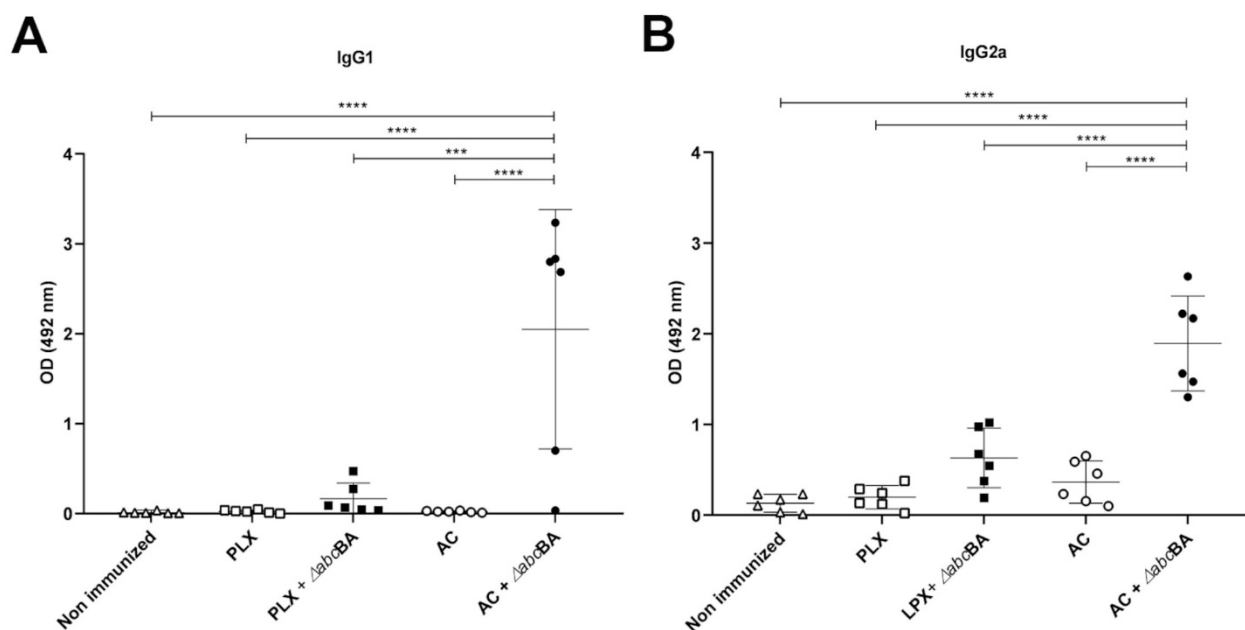 A
IgG1
****
****
***
****
OD (492 nm)
4
3
2
1
0
Non immunized
PLX
PLX + ΔabcBA
AC
AC + ΔabcBA
B
IgG2a
****
****
****
****
OD (492 nm)
4
3
2
1
0
Non immunized
PLX
LPX+ ΔabcBA
AC
AC + ΔabcBA